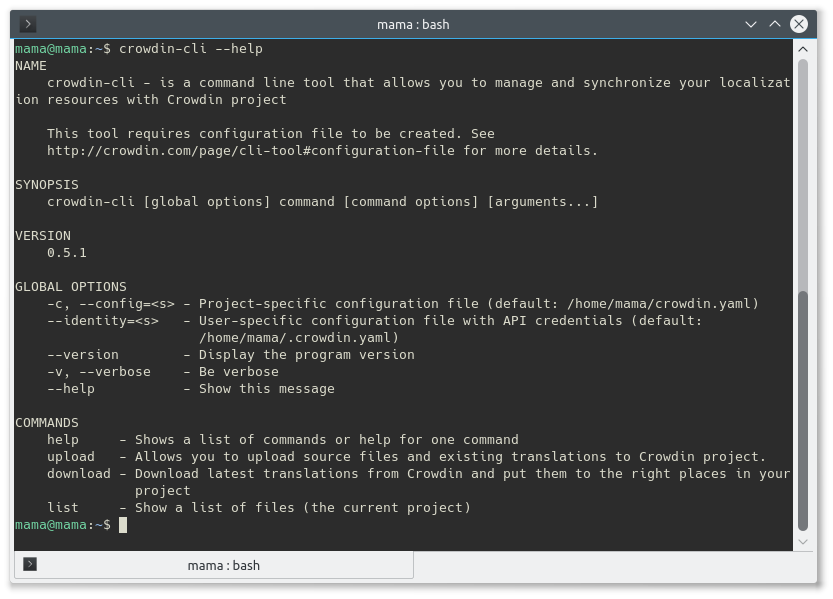 mama : bash
mama@mama:~$ crowdin-cli --help
NAME
    crowdin-cli - is a command line tool that allows you to manage and synchronize your localizat
ion resources with Crowdin project

    This tool requires configuration file to be created. See
    http://crowdin.com/page/cli-tool#configuration-file for more details.

SYNOPSIS
    crowdin-cli [global options] command [command options] [arguments...]

VERSION
    0.5.1

GLOBAL OPTIONS
    -c, --config=<s> - Project-specific configuration file (default: /home/mama/crowdin.yaml)
    --identity=<s>   - User-specific configuration file with API credentials (default:
                       /home/mama/.crowdin.yaml)
    --version        - Display the program version
    -v, --verbose    - Be verbose
    --help           - Show this message

COMMANDS
    help     - Shows a list of commands or help for one command
    upload   - Allows you to upload source files and existing translations to Crowdin project.
    download - Download latest translations from Crowdin and put them to the right places in your
               project
    list     - Show a list of files (the current project)
mama@mama:~$
mama : bash